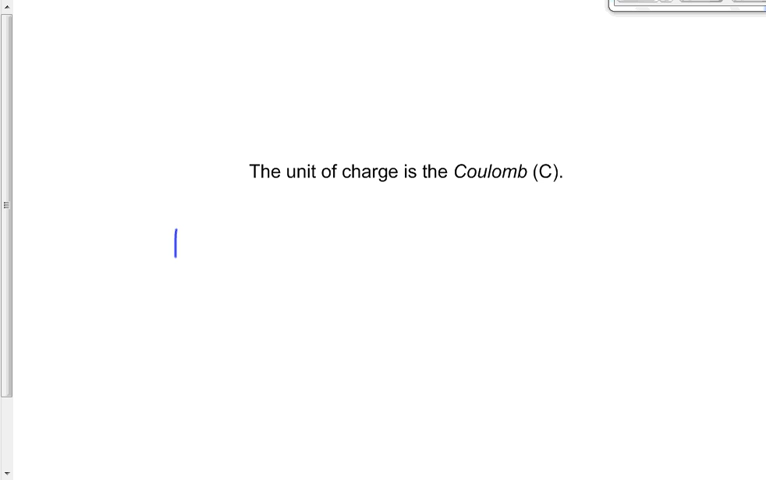 The unit of charge is the Coulomb (C).